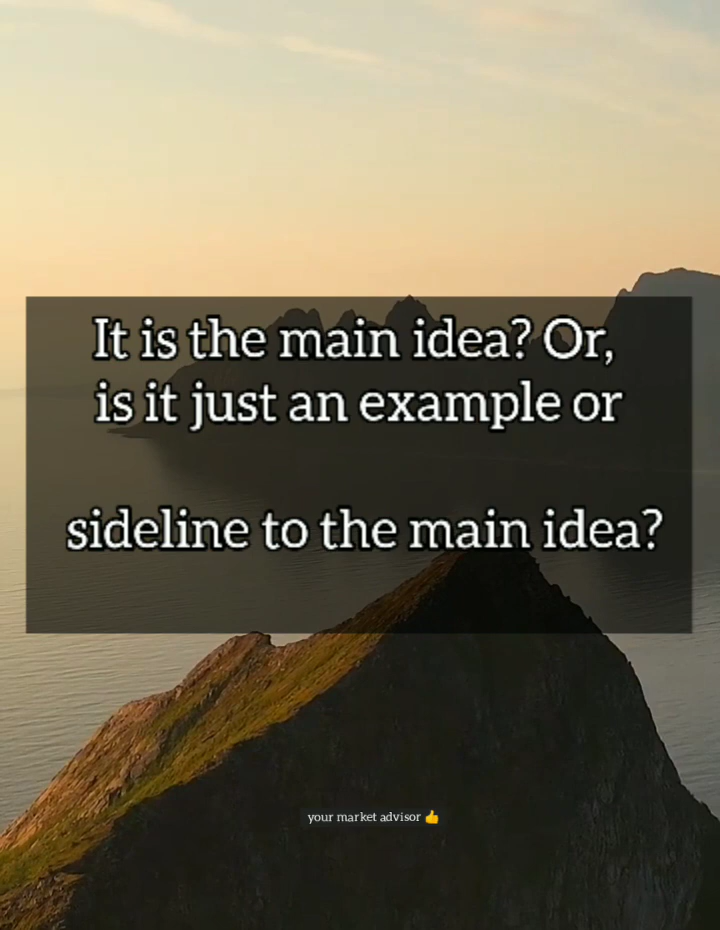 It is the main idea? Or,
is it just an example or
sideline to the main idea?
your market advisor 👍